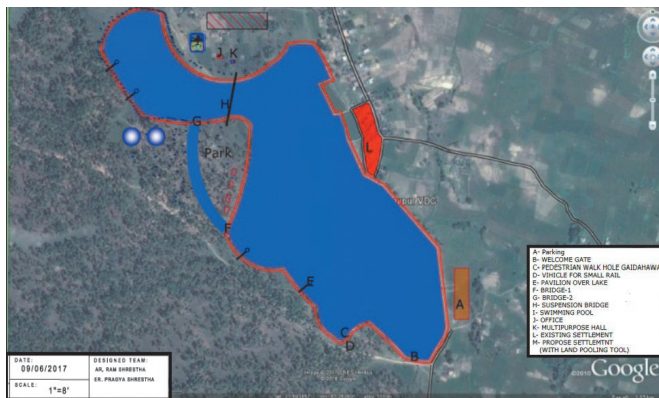 J K
H
G
Park
L
F
E
A
C
D
B
A- Parking
B- WELCOME GATE
C- PEDESTRIAN WALK HOLE GAIDAHAWA
D- VIHICLE FOR SMALL RAIL
E- PAVILION OVER LAKE
F- BRIDGE-1
G- BRIDGE-2
H- SUSPENSION BRIDGE
I- SWIMMING POOL
J- OFFICE
K- MULTIPURPOSE HALL
L- EXISTING SETTLEMENT
M- PROPOSE SETTLEMTNT
(WITH LAND POOLING TOOL)
DATE:
09/06/2017
SCALE:
1"=8'
DESIGNED TEAM:
AR, RAM SHRESTHA
ER. PRAGYA SHRESTHA
©2010 Google